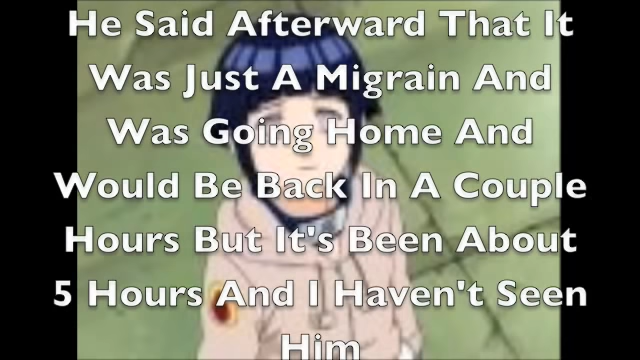 He Said Afterward That It
Was Just A Migrain And
Was Going Home And
Would Be Back In A Couple
Hours But It's Been About
5 Hours And I Haven't Seen
Him